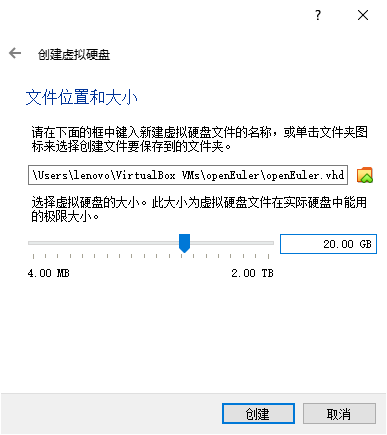 ?
创建虚拟硬盘
文件位置和大小
请在下面的框中键入新建虚拟硬盘文件的名称，或单击文件夹图
标来选择创建文件要保存到的文件夹。
\Users\lenovo\VirtualBox VMs\openEuler\openEuler.vhd
选择虚拟硬盘的大小。此大小为虚拟硬盘文件在实际硬盘中能用
的极限大小。
20.00 GB
4.00 MB 2.00 TB
创建 取消